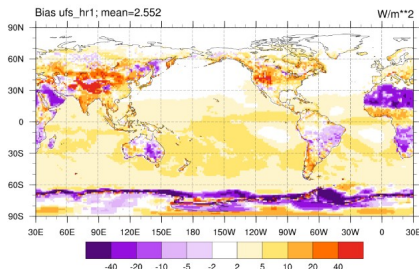 Bias ufs_hr1; mean=2.552 W/m**2
90N
60N
30N
0
30S
60S
90S
30E 60E 90E 120E 150E 180 150W 120W 90W 60W 30W 0 30E
-40 -20 -10 -5 -2 2 5 10 20 40